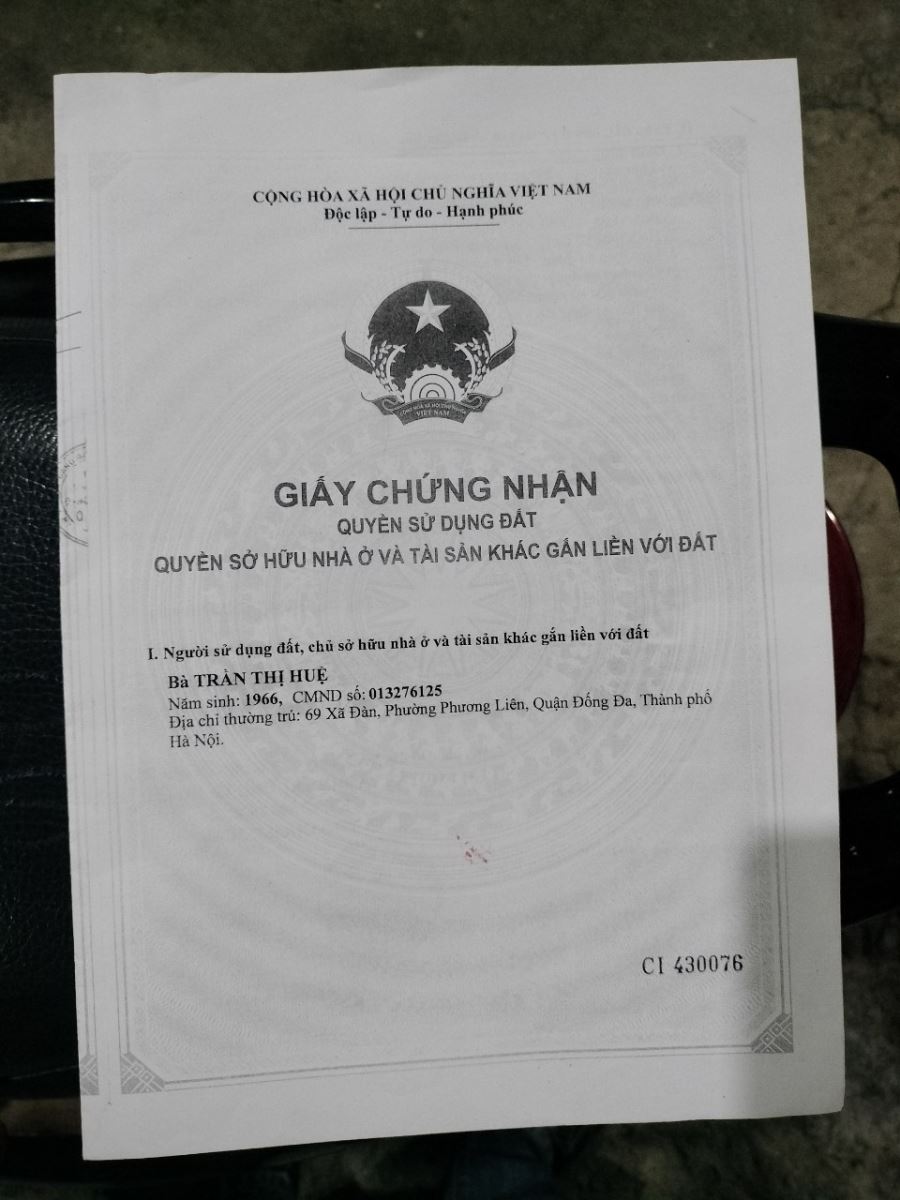 CỘNG HÒA XÃ HỘI CHỦ NGHĨA VIỆT NAM
Độc lập - Tự do - Hạnh phúc
CỘNG HÒA XÃ HỘI CHỦ NGHĨA
VIỆT NAM
GIẤY CHỨNG NHẬN
QUYỀN SỬ DỤNG ĐẤT
QUYỀN SỞ HỮU NHÀ Ở VÀ TÀI SẢN KHÁC GẮN LIỀN VỚI ĐẤT
I. Người sử dụng đất, chủ sở hữu nhà ở và tài sản khác gắn liền với đất
Bà TRẦN THỊ HUỆ
Năm sinh: 1966, CMND số: 013276125
Địa chỉ thường trú: 69 Xã Đàn, Phường Phương Liên, Quận Đống Đa, Thành phố
Hà Nội.
CI 430076